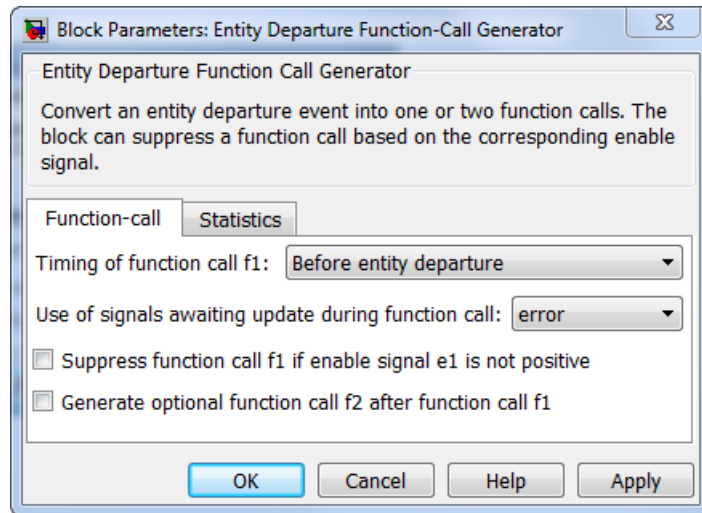 Block Parameters: Entity Departure Function-Call Generator
Entity Departure Function Call Generator
Convert an entity departure event into one or two function calls. The
block can suppress a function call based on the corresponding enable
signal.
Function-call Statistics
Timing of function call f1: Before entity departure
Use of signals awaiting update during function call: error
Suppress function call f1 if enable signal e1 is not positive
Generate optional function call f2 after function call f1
OK Cancel Help Apply